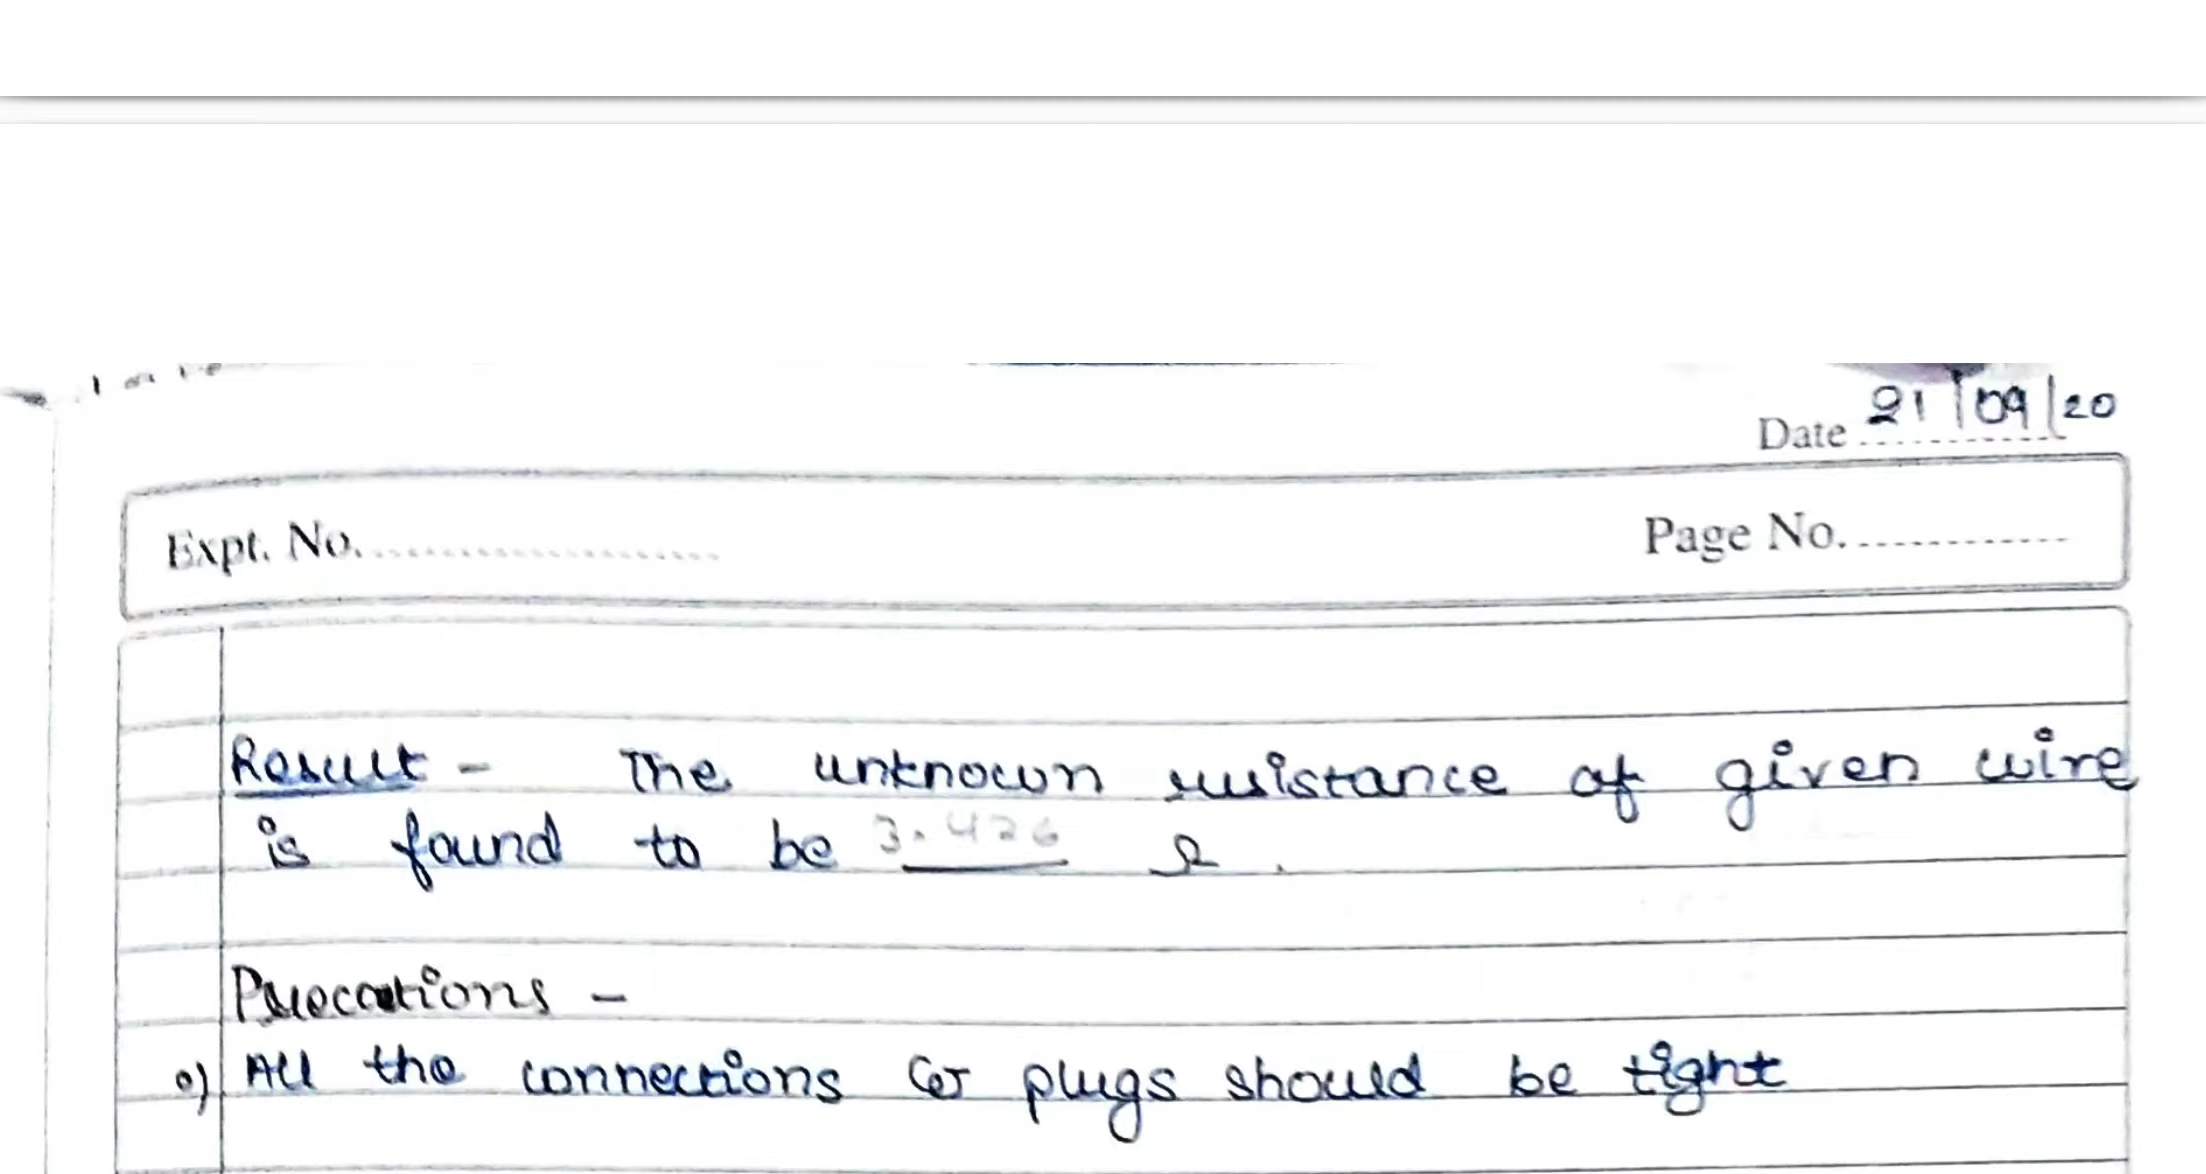 Date 21/09/20
Expt. No.
Page No.
Result - The unknown resistance of given wire
is found to be 3.426 Ω.
Precautions -
a) All the connections & plugs should be tight